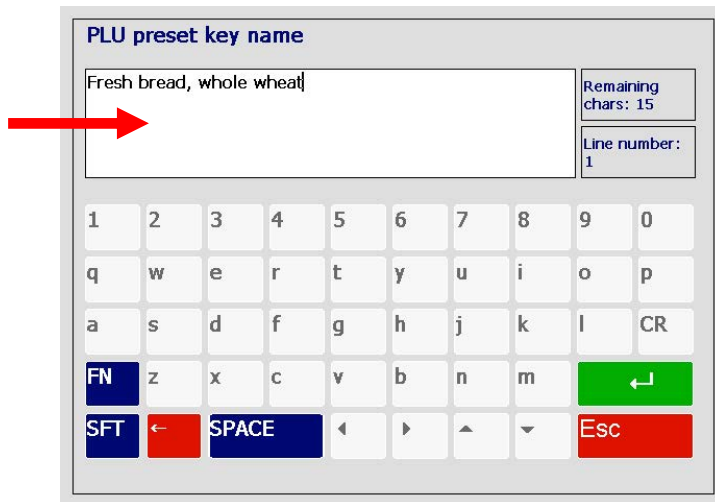 PLU preset key name
Fresh bread, whole wheat
Remaining
chars: 15
Line number:
1
1 2 3 4 5 6 7 8 9 0
q w e r t y u i o p
a s d f g h j k l CR
FN z x c v b n m ↵
SFT ← SPACE Esc